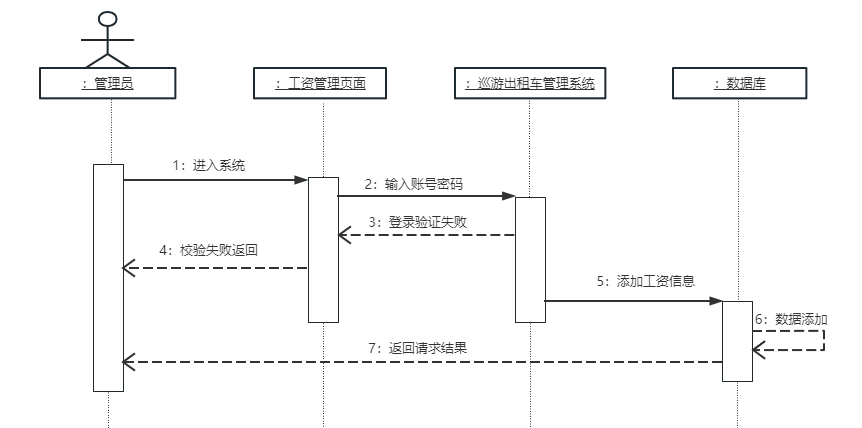 ：管理员
：工资管理页面
：巡游出租车管理系统
：数据库
1：进入系统
2：输入账号密码
3：登录验证失败
4：校验失败返回
5：添加工资信息
6：数据添加
7：返回请求结果